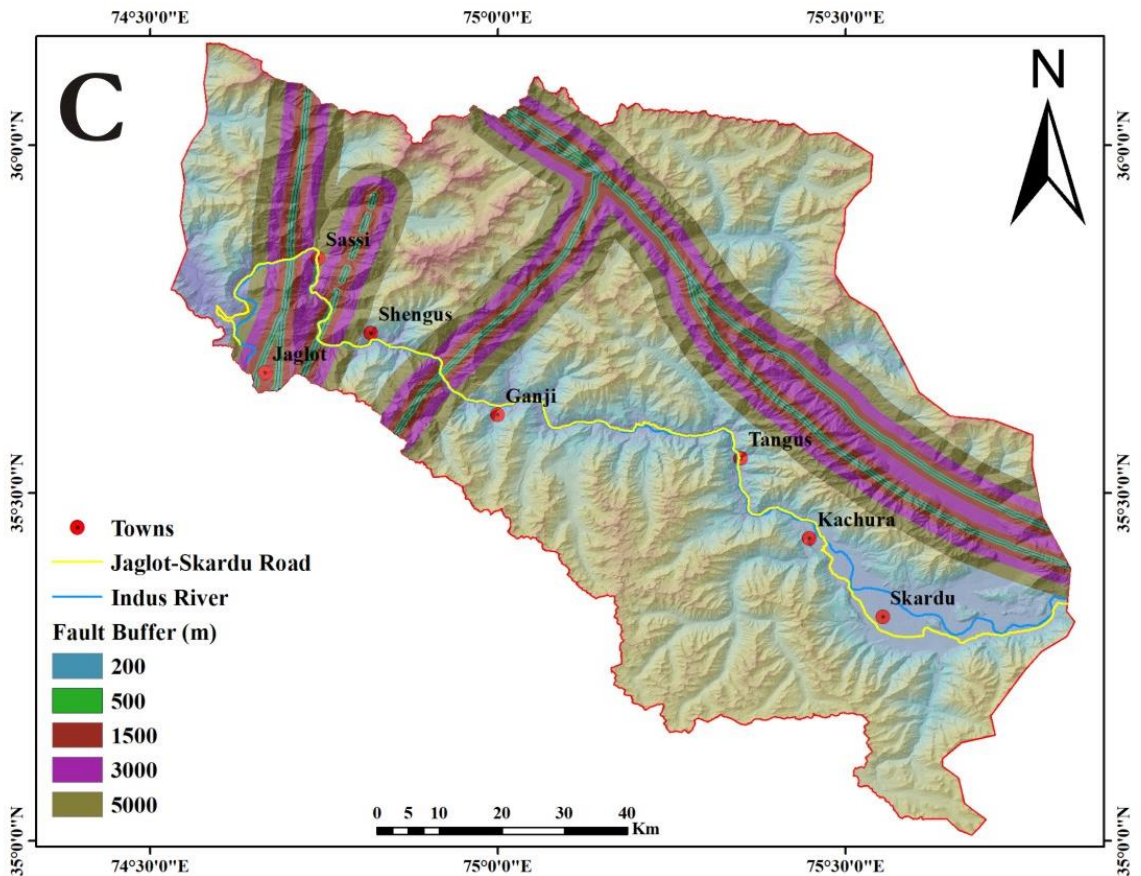 74°30'0"E 75°0'0"E 75°30'0"E
C
N
36°0'0"N
36°0'0"N
Sassi
Shengus
Jaglot
Ganji
Tangus
35°30'0"N
35°30'0"N
Kachura
Skardu
Towns
Jaglot-Skardu Road
Indus River
Fault Buffer (m)
200
500
1500
3000
5000
0 5 10 20 30 40
Km
35°0'0"N
35°0'0"N
74°30'0"E 75°0'0"E 75°30'0"E